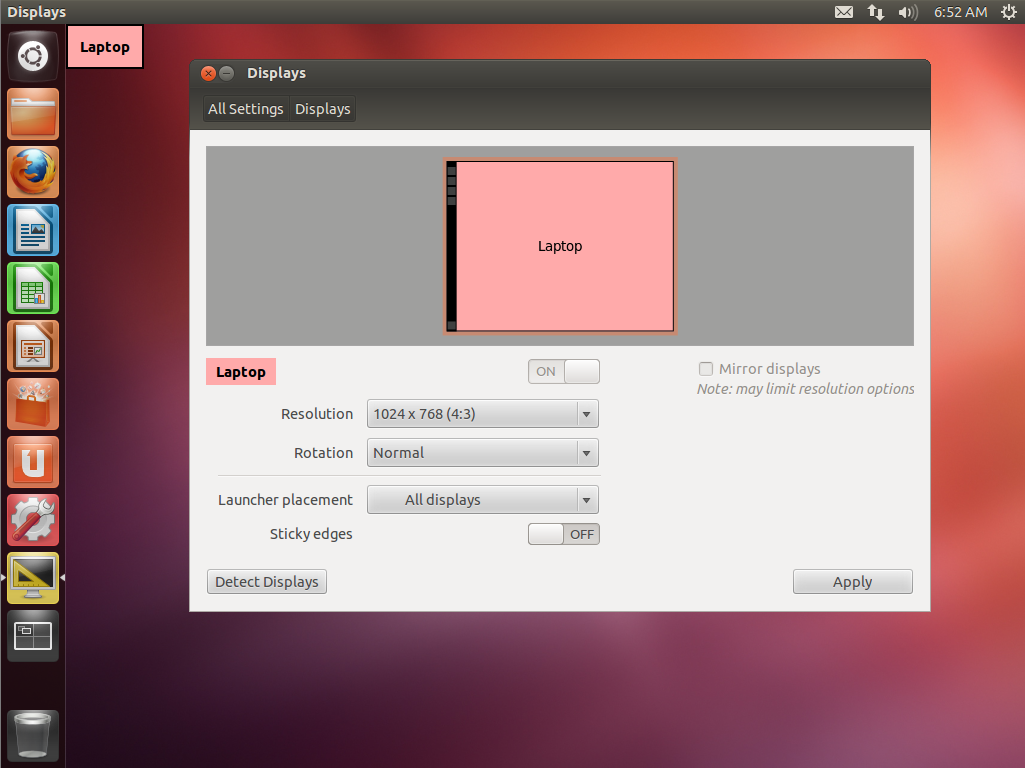 Displays
6:52 AM
Laptop
Displays
All Settings
Displays
Laptop
Laptop
ON
Mirror displays
Note: may limit resolution options
Resolution
1024 x 768 (4:3)
Rotation
Normal
Launcher placement
All displays
Sticky edges
OFF
Detect Displays
Apply